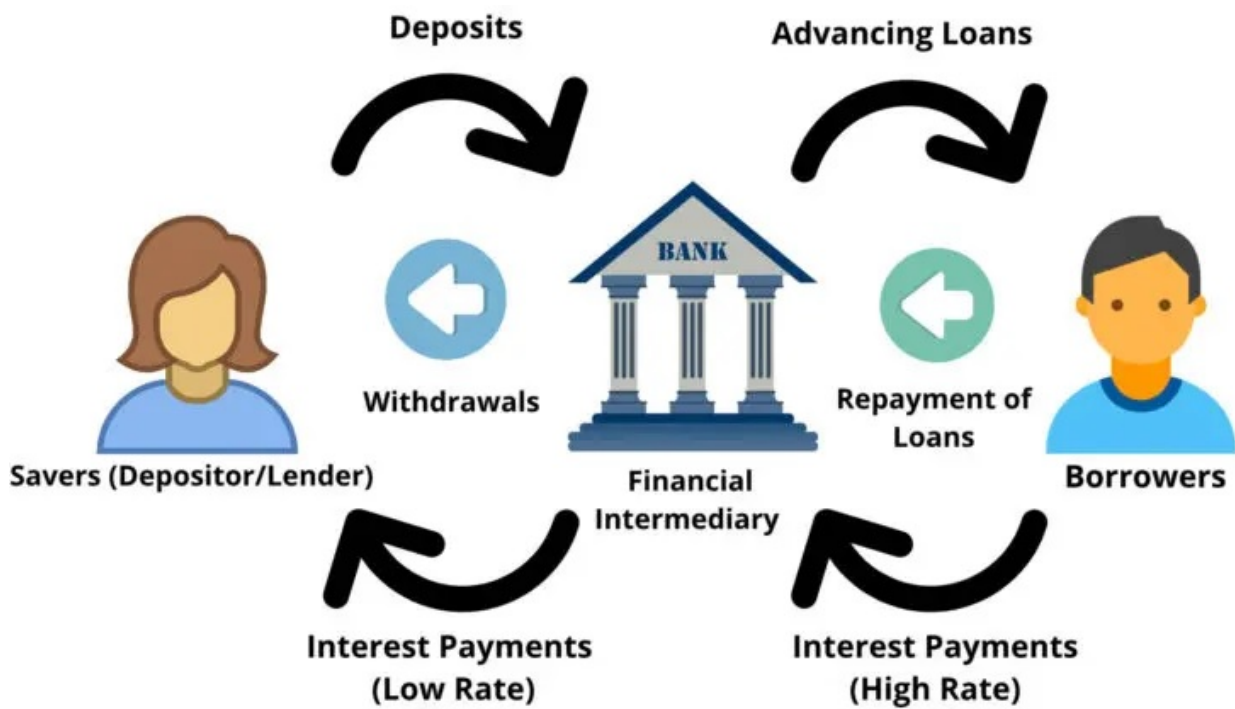 Deposits
Advancing Loans
BANK
Withdrawals
Repayment of
Loans
Savers (Depositor/Lender)
Financial
Intermediary
Borrowers
Interest Payments
(Low Rate)
Interest Payments
(High Rate)